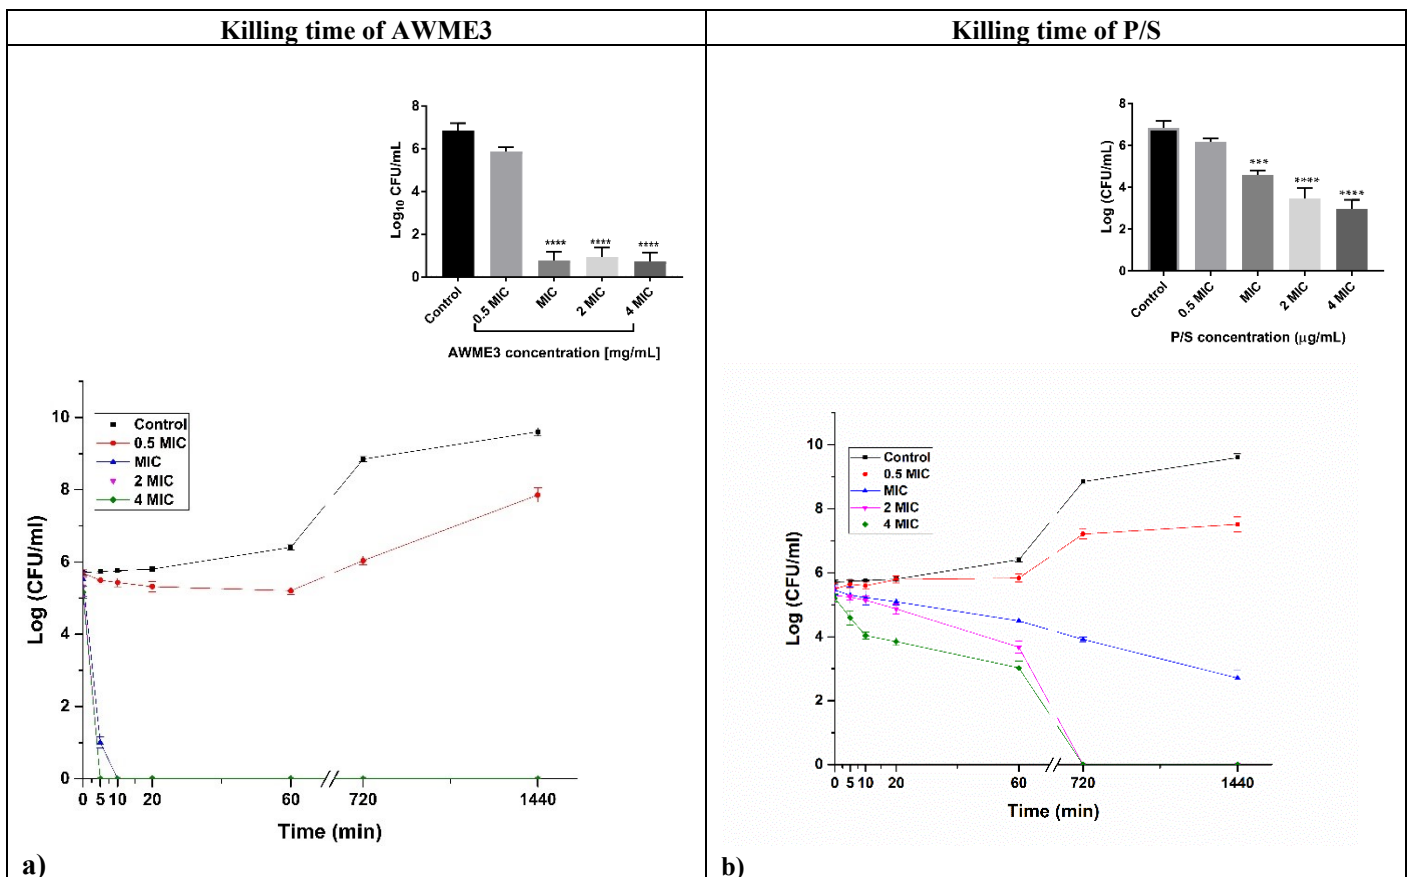 Killing time of AWME3
Killing time of P/S
Log10 CFU/mL
8
6
4
2
0
****
****
****
Control
0.5 MIC
MIC
2 MIC
4 MIC
AWME3 concentration [mg/mL]
Log (CFU/ml)
10
8
6
4
2
0
Control
0.5 MIC
MIC
2 MIC
4 MIC
0 5 10 20 60 720 1440
Time (min)
a)
Log (CFU/mL)
8
6
4
2
0
***
****
****
Control
0.5 MIC
MIC
2 MIC
4 MIC
P/S concentration (µg/mL)
Log (CFU/ml)
10
8
6
4
2
0
Control
0.5 MIC
MIC
2 MIC
4 MIC
0 5 10 20 60 720 1440
Time (min)
b)